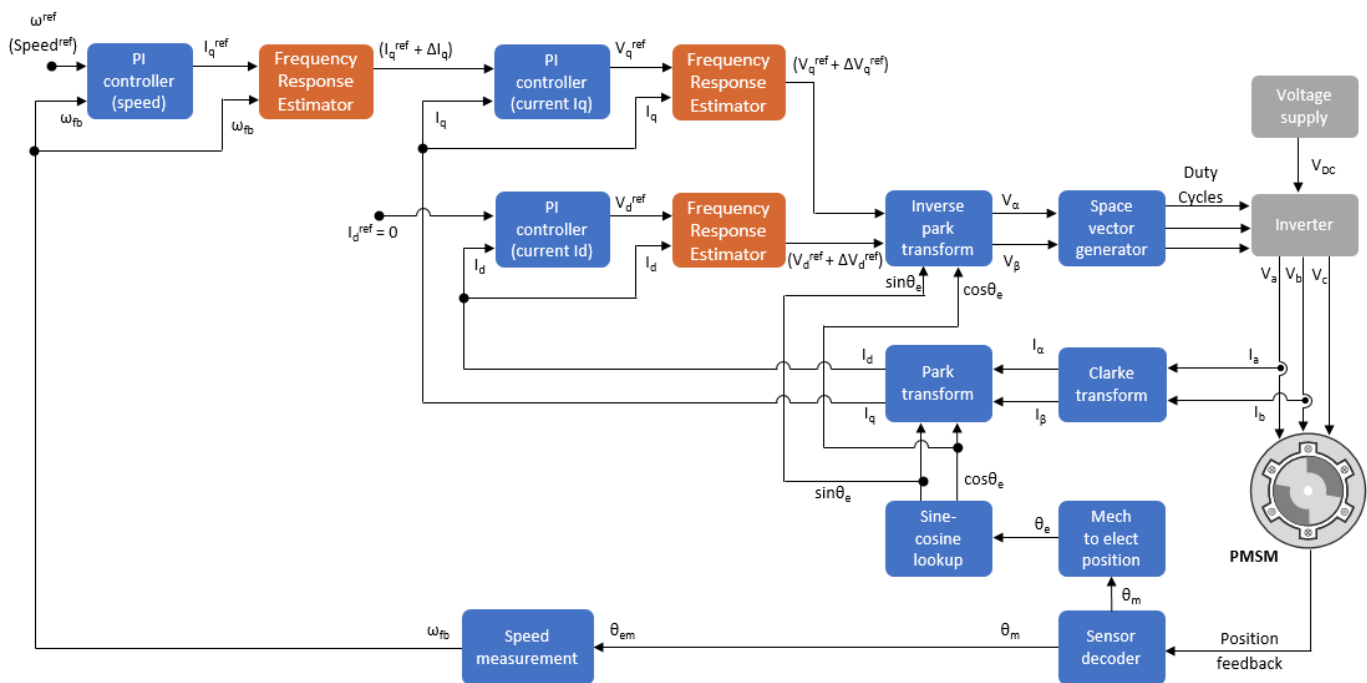 ω^ref
(Speed^ref)
I_q^ref
(I_q^ref + ΔI_q)
V_q^ref
(V_q^ref + ΔV_q^ref)
PI
controller
(speed)
Frequency
Response
Estimator
PI
controller
(current Iq)
Frequency
Response
Estimator
Voltage
supply
ω_fb
ω_fb
I_q
I_q
V_DC
Duty
Cycles
I_d^ref = 0
PI
controller
(current Id)
V_d^ref
Frequency
Response
Estimator
Inverse
park
transform
V_α
V_β
Space
vector
generator
Inverter
I_d
I_d
(V_d^ref + ΔV_d^ref)
sinθ_e
cosθ_e
V_a
V_b
V_c
I_d
I_q
Park
transform
I_α
I_β
Clarke
transform
I_a
I_b
sinθ_e
cosθ_e
Sine-
cosine
lookup
θ_e
Mech
to elect
position
PMSM
θ_m
ω_fb
Speed
measurement
θ_em
θ_m
Sensor
decoder
Position
feedback